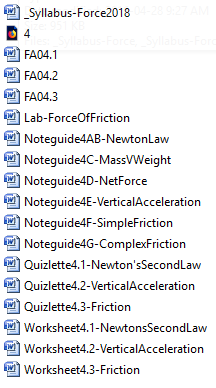 _Syllabus-Force2018
4
FA04.1
FA04.2
FA04.3
Lab-ForceOfFriction
Noteguide4AB-NewtonLaw
Noteguide4C-MassVWeight
Noteguide4D-NetForce
Noteguide4E-VerticalAcceleration
Noteguide4F-SimpleFriction
Noteguide4G-ComplexFriction
Quizlette4.1-Newton'sSecondLaw
Quizlette4.2-VerticalAcceleration
Quizlette4.3-Friction
Worksheet4.1-NewtonsSecondLaw
Worksheet4.2-VerticalAcceleration
Worksheet4.3-Friction